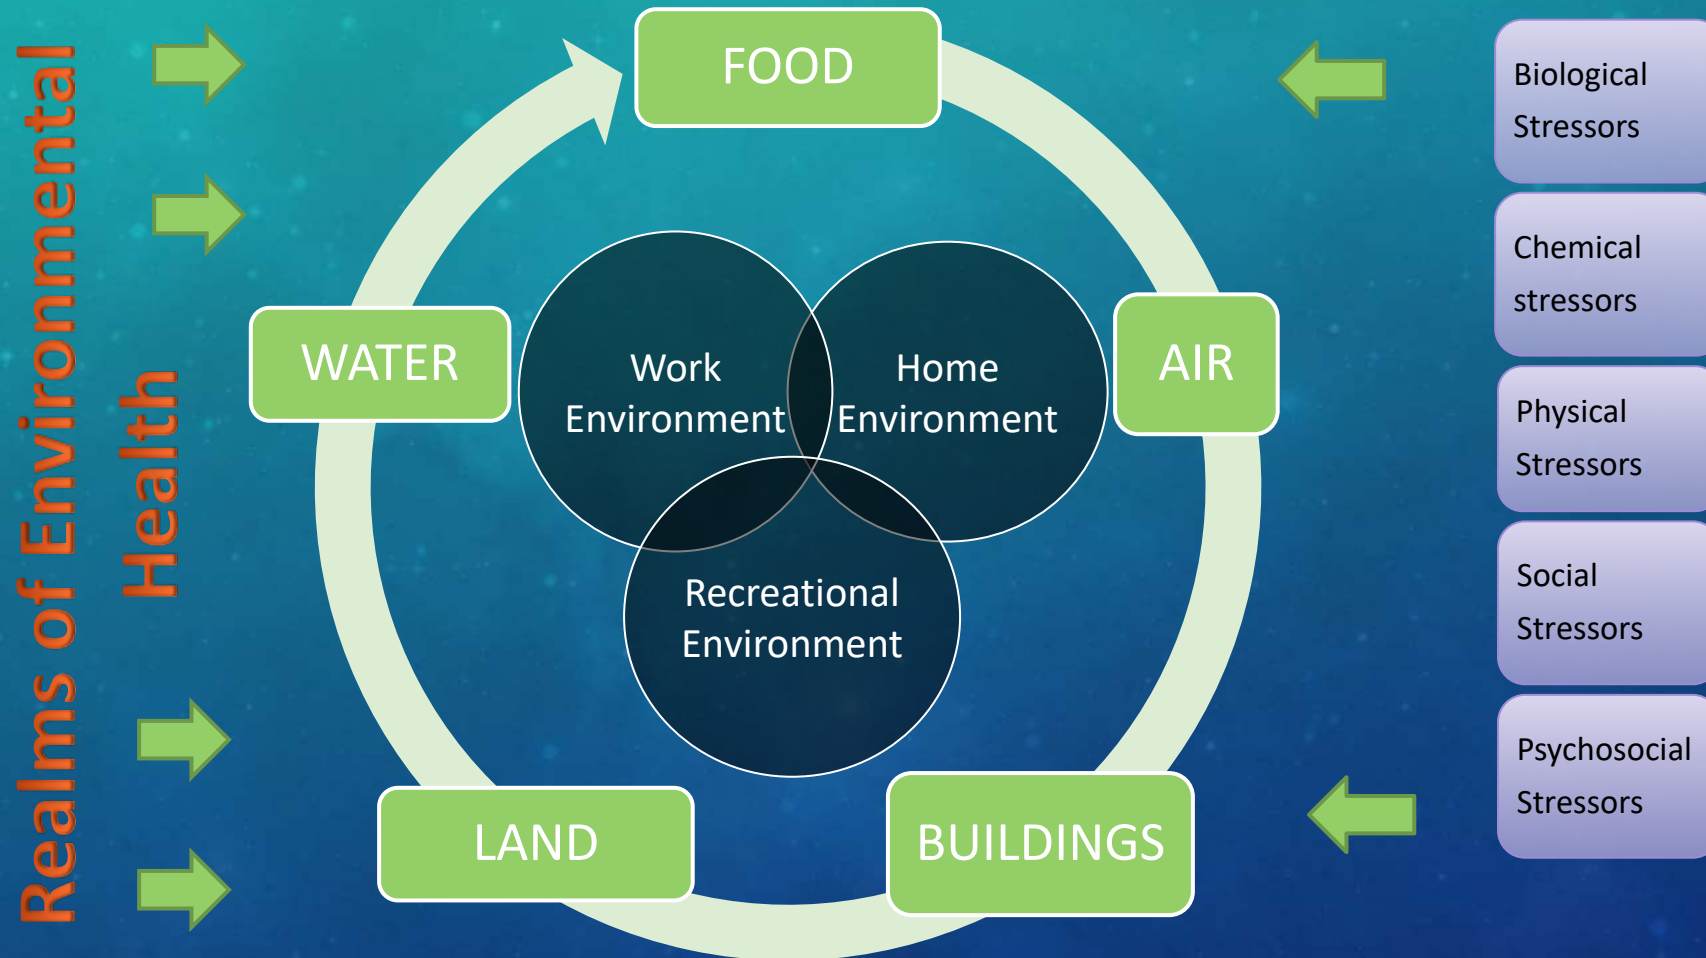 Realms of Environmental
Health
FOOD
WATER
AIR
LAND
BUILDINGS
Work
Environment
Home
Environment
Recreational
Environment
Biological
Stressors
Chemical
stressors
Physical
Stressors
Social
Stressors
Psychosocial
Stressors